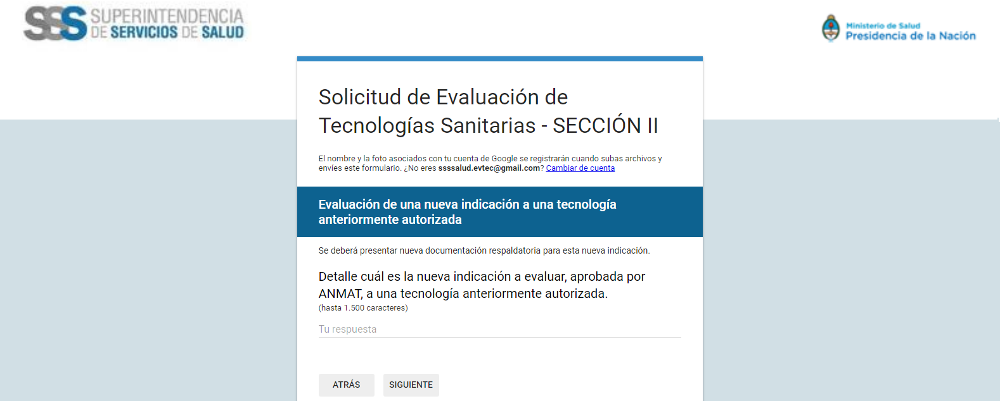 SSS SUPERINTENDENCIA
DE SERVICIOS DE SALUD
Ministerio de Salud
Presidencia de la Nación
Solicitud de Evaluación de
Tecnologías Sanitarias - SECCIÓN II
El nombre y la foto asociados con tu cuenta de Google se registrarán cuando subas archivos y
envíes este formulario. ¿No eres ssssalud.evtec@gmail.com? Cambiar de cuenta
Evaluación de una nueva indicación a una tecnología
anteriormente autorizada
Se deberá presentar nueva documentación respaldatoria para esta nueva indicación.
Detalle cuál es la nueva indicación a evaluar, aprobada por
ANMAT, a una tecnología anteriormente autorizada.
(hasta 1.500 caracteres)
Tu respuesta
ATRÁS SIGUIENTE